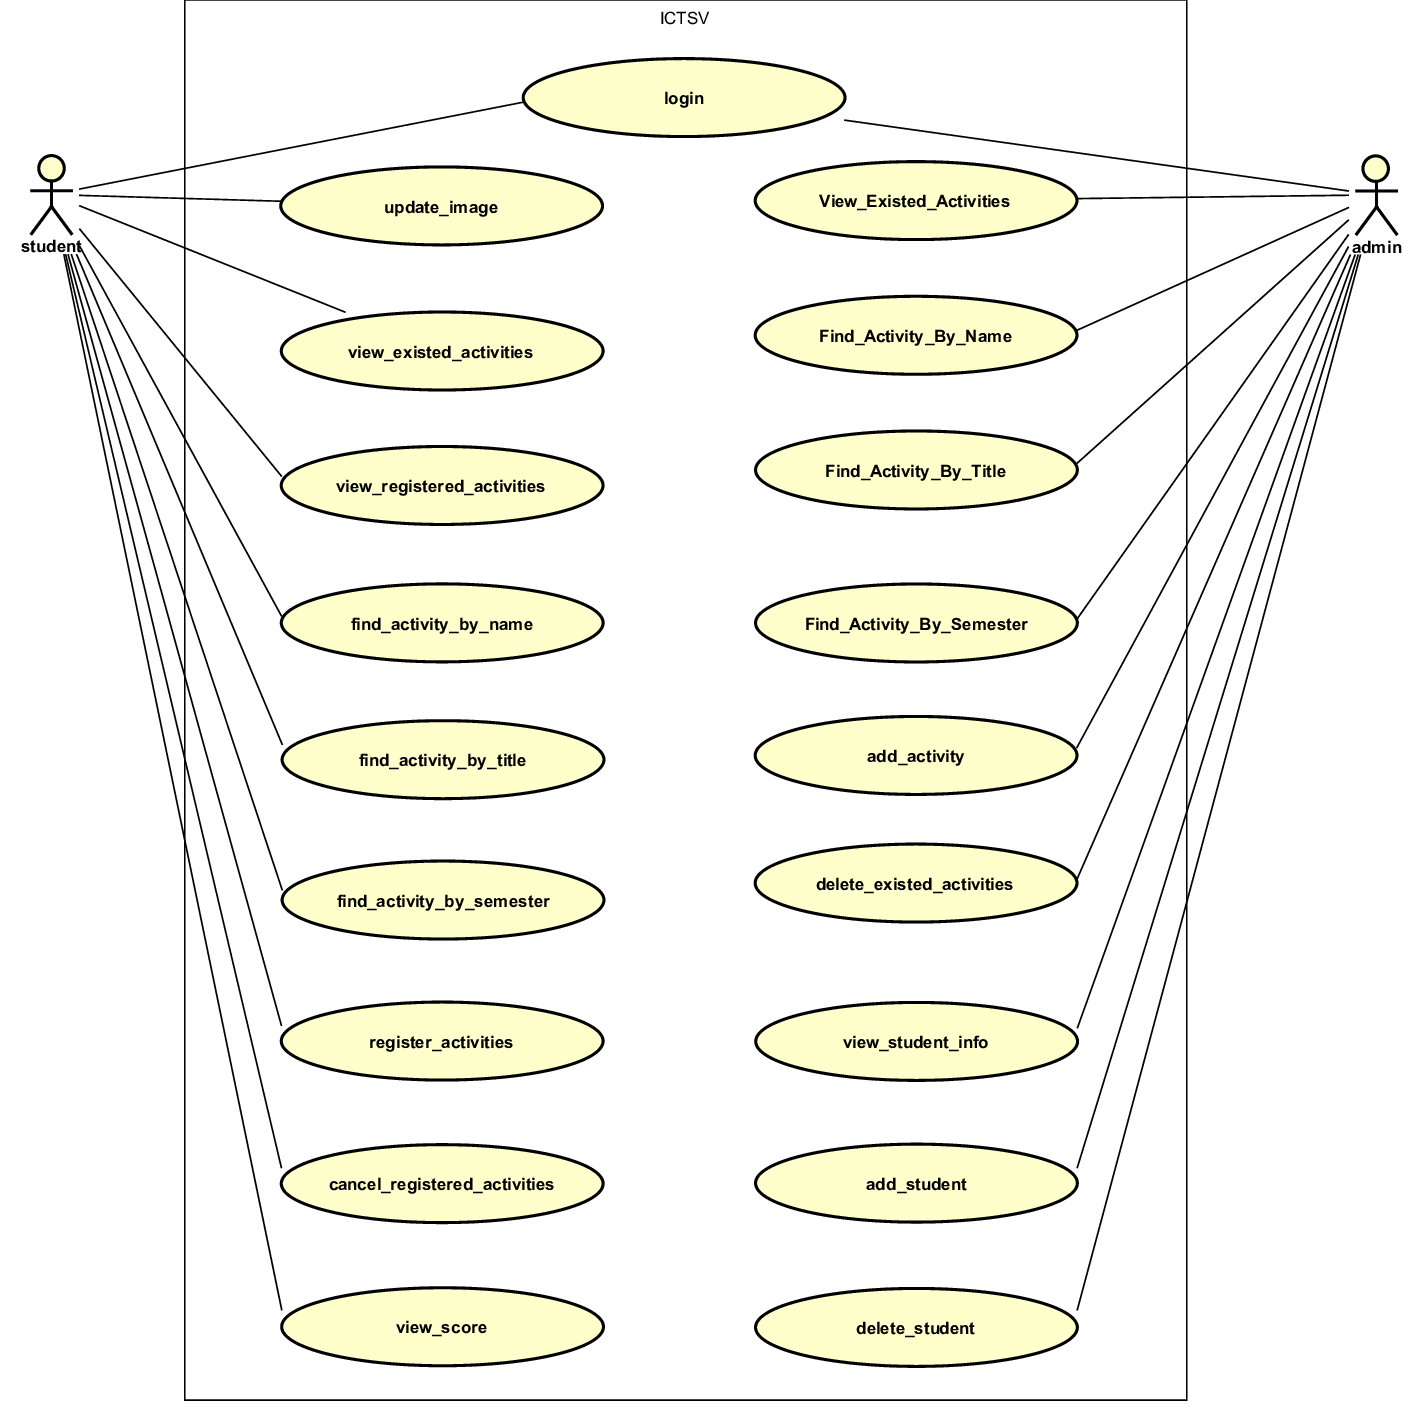 ICTSV
login
student
admin
update_image
View_Existed_Activities
view_existed_activities
Find_Activity_By_Name
view_registered_activities
Find_Activity_By_Title
find_activity_by_name
Find_Activity_By_Semester
find_activity_by_title
add_activity
find_activity_by_semester
delete_existed_activities
register_activities
view_student_info
cancel_registered_activities
add_student
view_score
delete_student